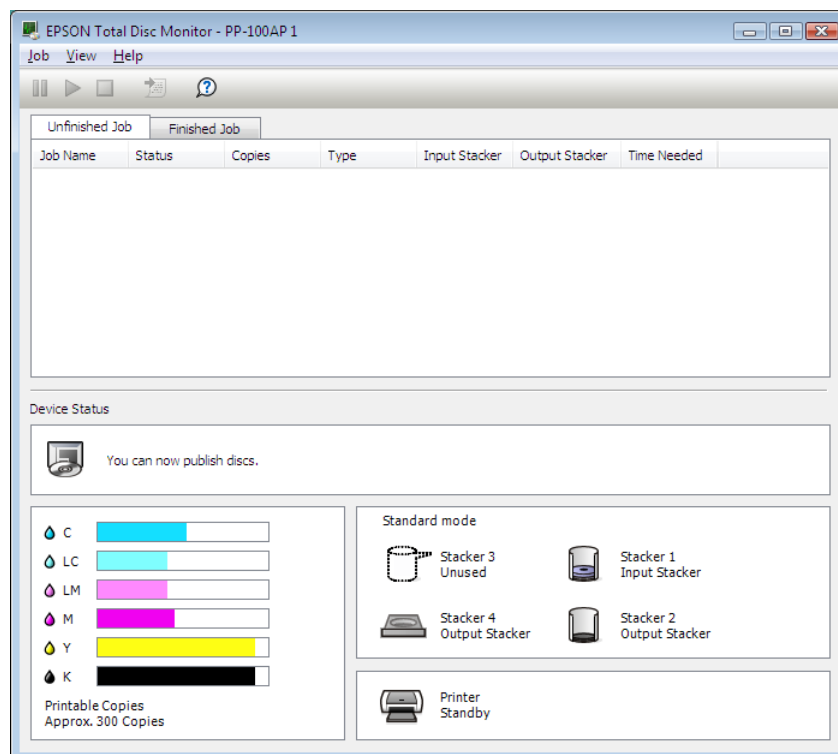 EPSON Total Disc Monitor - PP-100AP 1
Job View Help
Unfinished Job Finished Job
Job Name Status Copies Type Input Stacker Output Stacker Time Needed
Device Status
You can now publish discs.
C
LC
LM
M
Y
K
Printable Copies
Approx. 300 Copies
Standard mode
Stacker 3
Unused
Stacker 1
Input Stacker
Stacker 4
Output Stacker
Stacker 2
Output Stacker
Printer
Standby